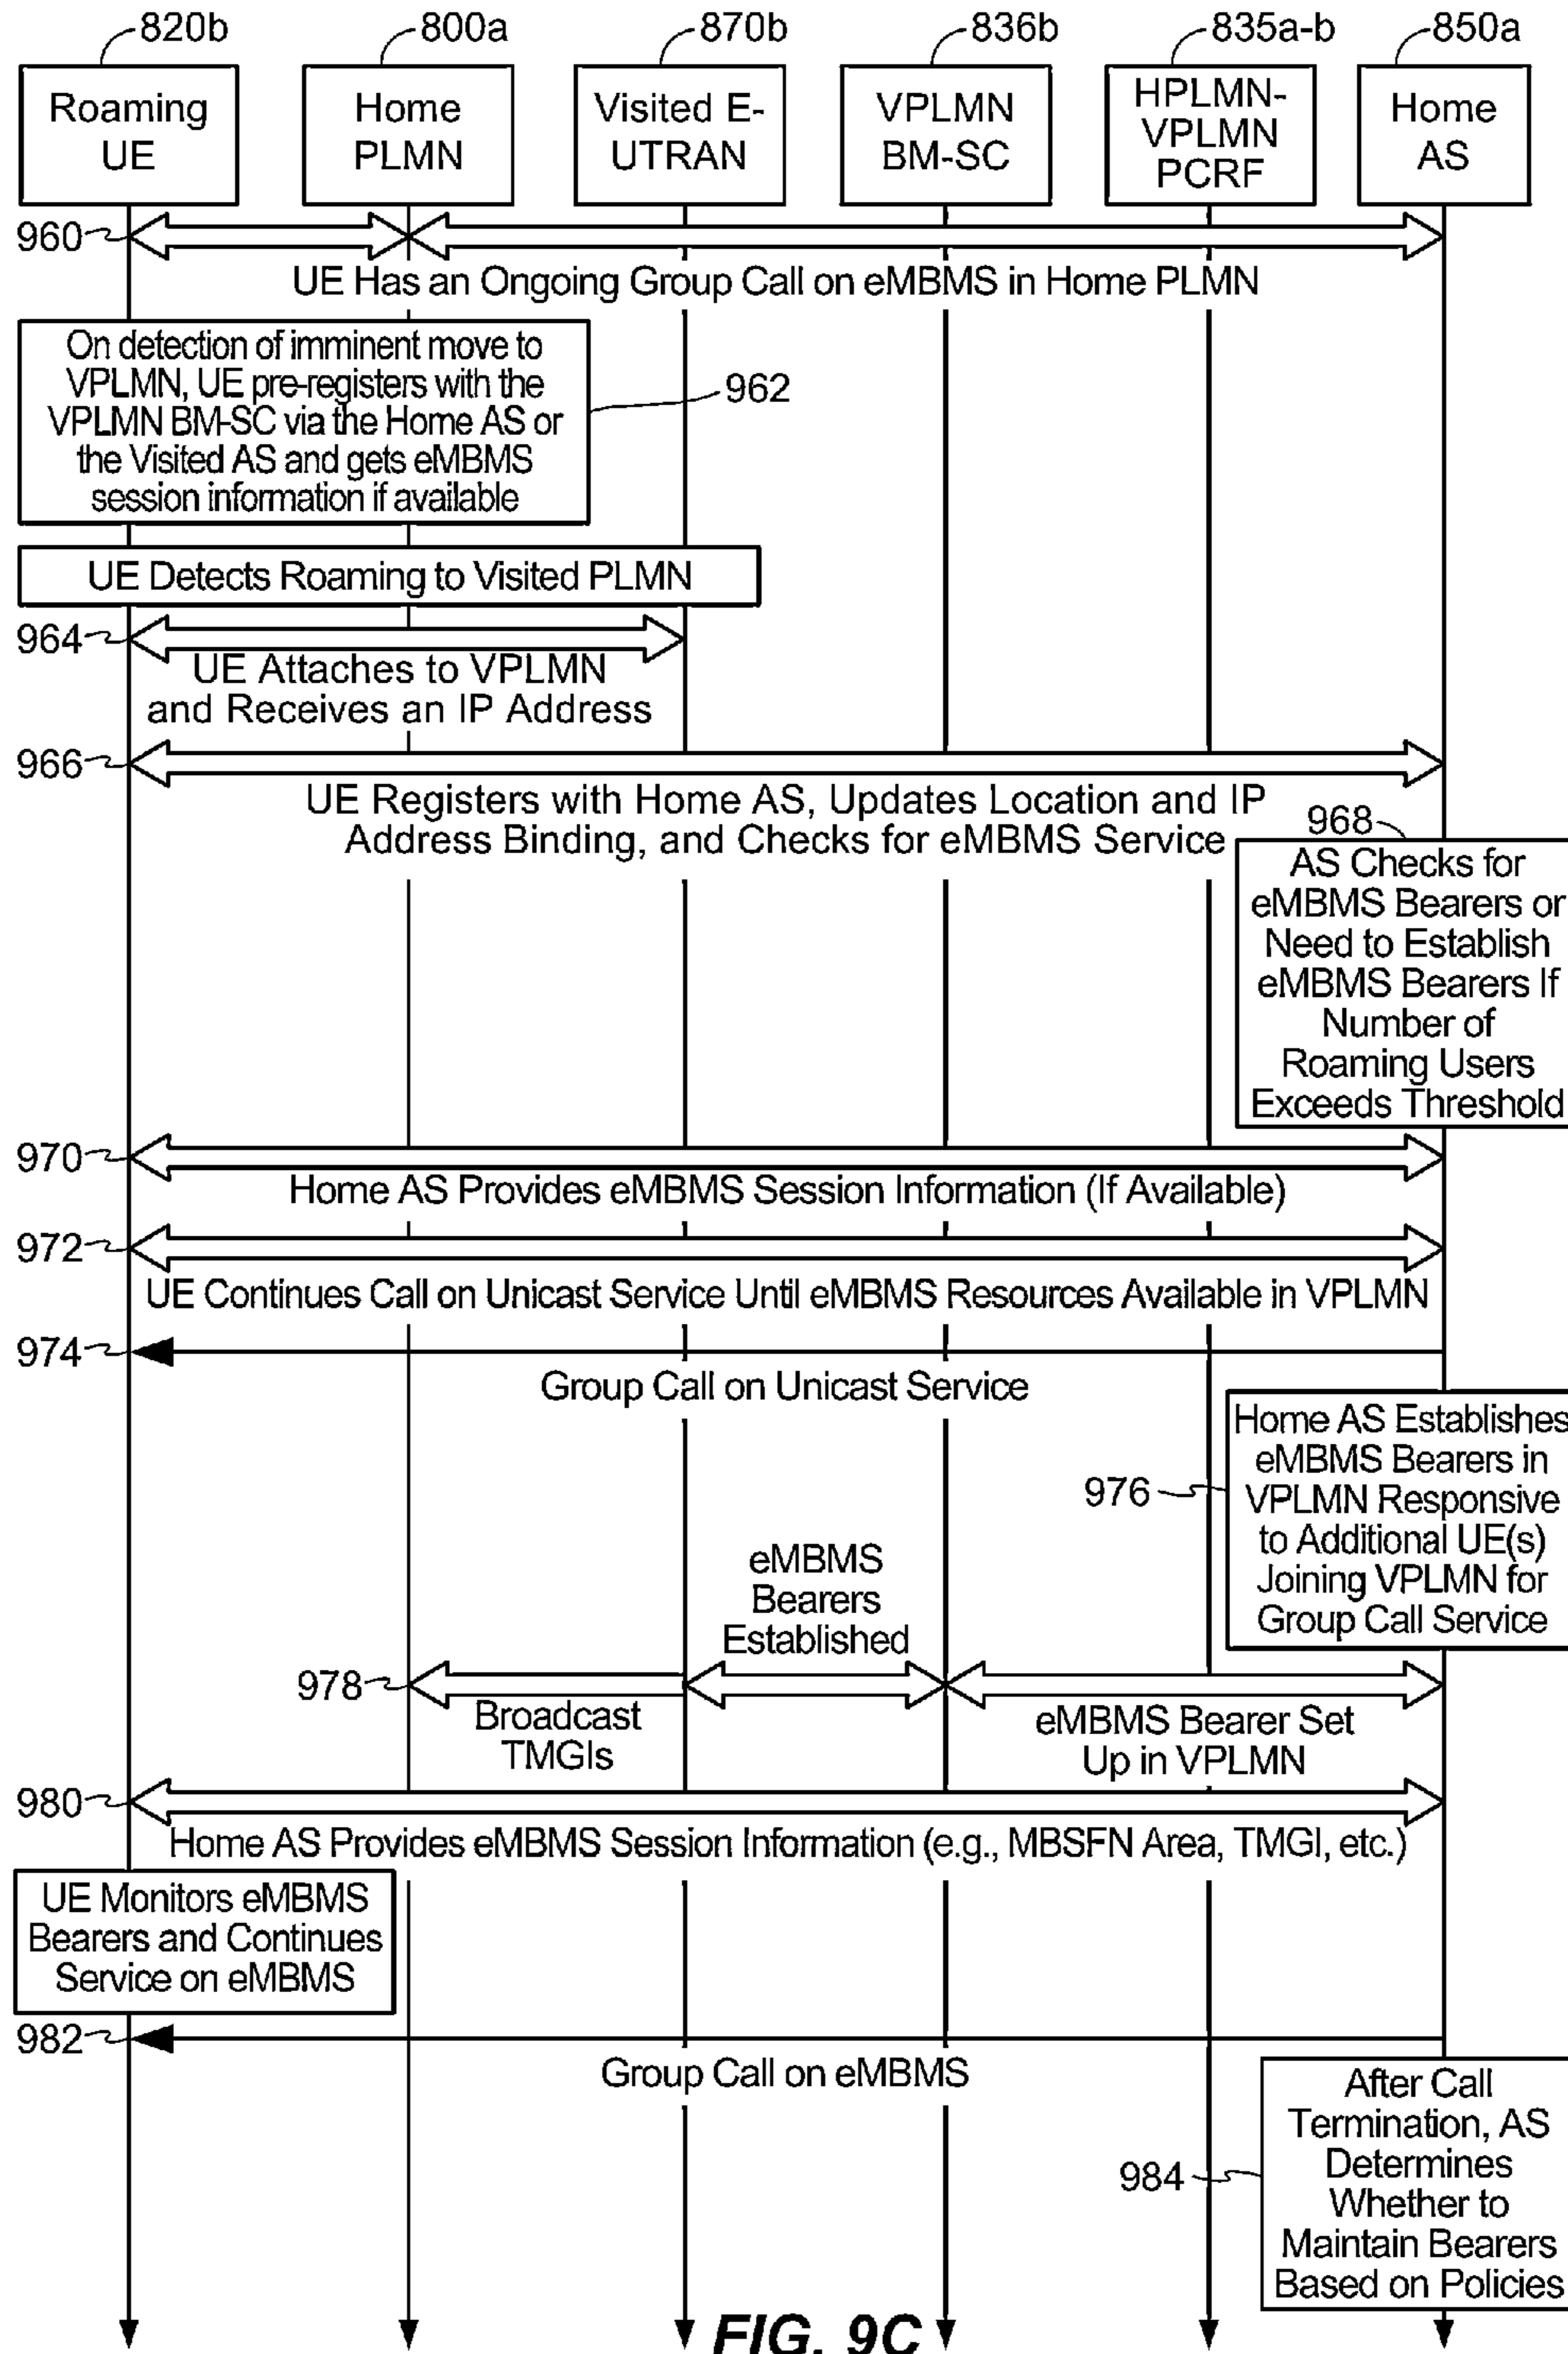 820b
800a
870b
836b
835a-b
850a
Roaming
UE
Home
PLMN
Visited E-
UTRAN
VPLMN
BM-SC
HPLMN-
VPLMN
PCRF
Home
AS
960
UE Has an Ongoing Group Call on eMBMS in Home PLMN
On detection of imminent move to
VPLMN, UE pre-registers with the
VPLMN BM-SC via the Home AS or
the Visited AS and gets eMBMS
session information if available
962
UE Detects Roaming to Visited PLMN
964
UE Attaches to VPLMN
and Receives an IP Address
966
UE Registers with Home AS, Updates Location and IP
Address Binding, and Checks for eMBMS Service
968
AS Checks for
eMBMS Bearers or
Need to Establish
eMBMS Bearers If
Number of
Roaming Users
Exceeds Threshold
970
Home AS Provides eMBMS Session Information (If Available)
972
UE Continues Call on Unicast Service Until eMBMS Resources Available in VPLMN
974
Group Call on Unicast Service
976
Home AS Establishes
eMBMS Bearers in
VPLMN Responsive
to Additional UE(s)
Joining VPLMN for
Group Call Service
eMBMS
Bearers
Established
978
Broadcast
TMGIs
eMBMS Bearer Set
Up in VPLMN
980
Home AS Provides eMBMS Session Information (e.g., MBSFN Area, TMGI, etc.)
UE Monitors eMBMS
Bearers and Continues
Service on eMBMS
982
Group Call on eMBMS
984
After Call
Termination, AS
Determines
Whether to
Maintain Bearers
Based on Policies
FIG. 9C